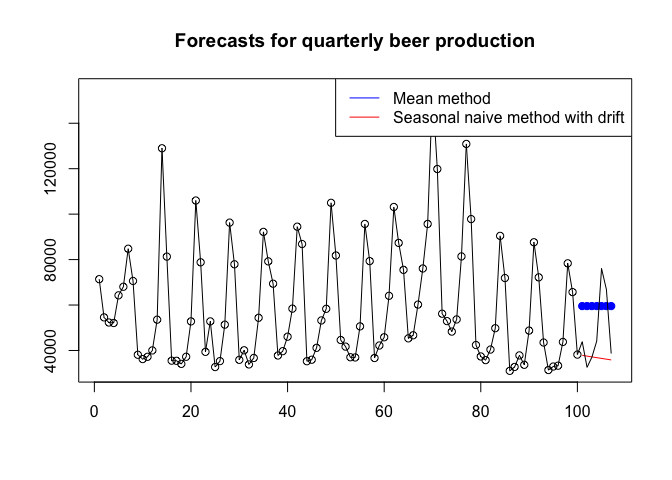 Forecasts for quarterly beer production
Mean method
Seasonal naive method with drift
120000
80000
40000
0 20 40 60 80 100